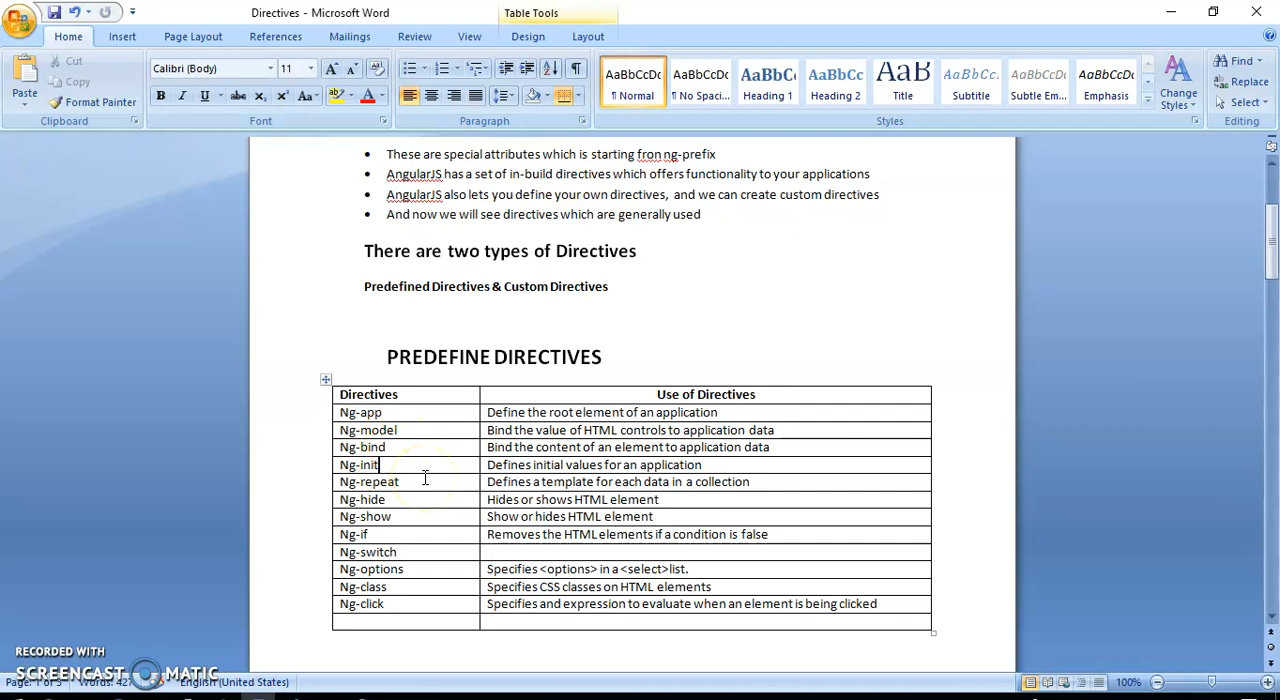 Directives - Microsoft Word
Table Tools
Home Insert Page Layout References Mailings Review View Design Layout
Paste
Cut
Copy
Format Painter
Clipboard
Calibri (Body) 11
Font
Paragraph
AaBbCcDc AaBbCcDc AaBbC AaBbCc AaB AaBbCc. AaBbCcDc AaBbCcDc
¶ Normal ¶ No Spaci... Heading 1 Heading 2 Title Subtitle Subtle Em... Emphasis
Styles
Change Styles
Find
Replace
Select
Editing
• These are special attributes which is starting fron ng-prefix
• AngularJS has a set of in-build directives which offers functionality to your applications
• AngularJS also lets you define your own directives, and we can create custom directives
• And now we will see directives which are generally used
There are two types of Directives
Predefined Directives & Custom Directives
PREDEFINE DIRECTIVES
Directives Use of Directives
Ng-app Define the root element of an application
Ng-model Bind the value of HTML controls to application data
Ng-bind Bind the content of an element to application data
Ng-init Defines initial values for an application
Ng-repeat Defines a template for each data in a collection
Ng-hide Hides or shows HTML element
Ng-show Show or hides HTML element
Ng-if Removes the HTML elements if a condition is false
Ng-switch
Ng-options Specifies <options> in a <select>list.
Ng-class Specifies CSS classes on HTML elements
Ng-click Specifies and expression to evaluate when an element is being clicked
RECORDED WITH
SCREENCAST MATIC
English (United States)
100%